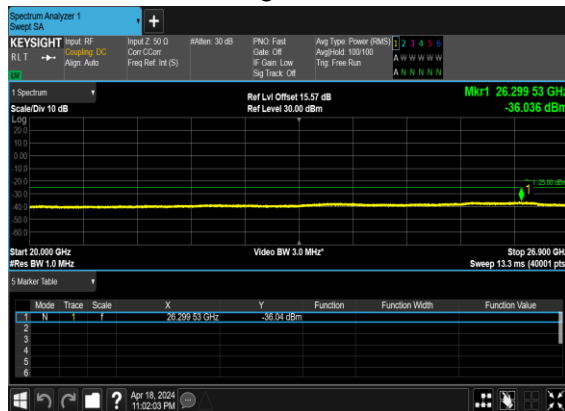 Spectrum Analyzer 1
Swept SA
+
KEYSIGHT Input: RF Input Z: 50 Ω #Atten: 30 dB PNO: Fast Avg Type: Power (RMS) 1 2 3 4 5 6
RLT Coupling: DC Corr CCorr Gate: Off Avg|Hold: 100/100 A W W W W W
Align: Auto Freq Ref: Int (S) IF Gain: Low Trig: Free Run A N N N N N
LXI Sig Track: Off
1 Spectrum Ref Lvl Offset 15.57 dB Mkr1 26.299 53 GHz
Scale/Div 10 dB Ref Level 30.00 dBm -36.036 dBm
Log
20.0
10.0
0.00
-10.0
-20.0
-30.0 1 -25.00 dBm
-40.0
-50.0
-60.0
1
Start 20.000 GHz Video BW 3.0 MHz* Stop 26.900 GHz
#Res BW 1.0 MHz Sweep 13.3 ms (40001 pts
5 Marker Table
Mode Trace Scale X Y Function Function Width Function Value
1 N 1 f 26.299 53 GHz -36.04 dBm
2
3
4
5
6
? Apr 18, 2024
11:02:03 PM